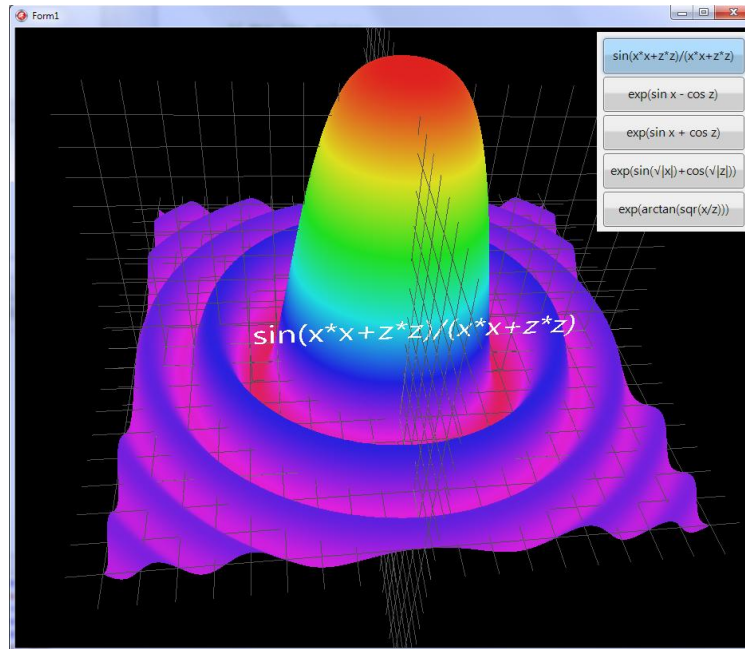 Form1
sin(x*x+z*z)/(x*x+z*z)
exp(sin x - cos z)
exp(sin x + cos z)
exp(sin(√|x|)+cos(√|z|))
exp(arctan(sqr(x/z)))
sin(x*x+z*z)/(x*x+z*z)